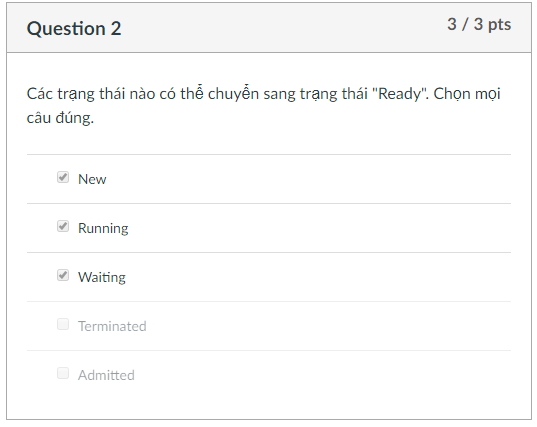 Question 2
3 / 3 pts
Các trạng thái nào có thể chuyển sang trạng thái "Ready". Chọn mọi
câu đúng.
New
Running
Waiting
Terminated
Admitted